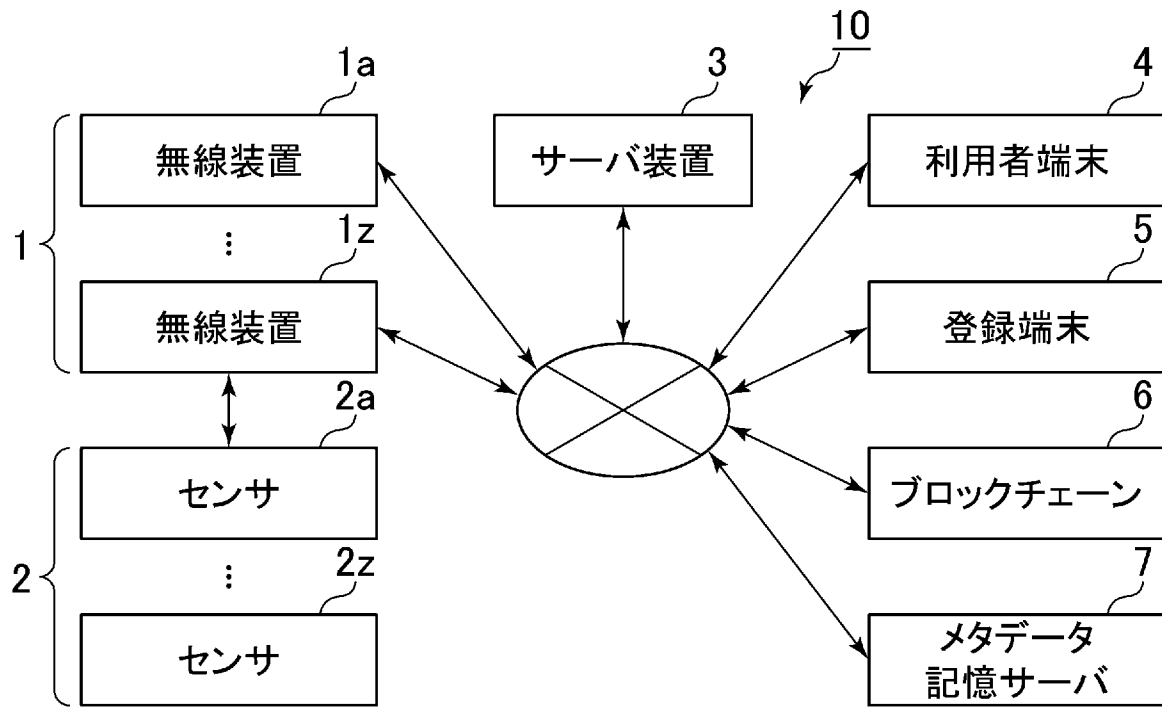 10
1a
3
4
無線装置
サーバ装置
利用者端末
1
⋮
1z
5
無線装置
登録端末
2a
6
センサ
ブロックチェーン
2
⋮
2z
7
センサ
メタデータ
記憶サーバ